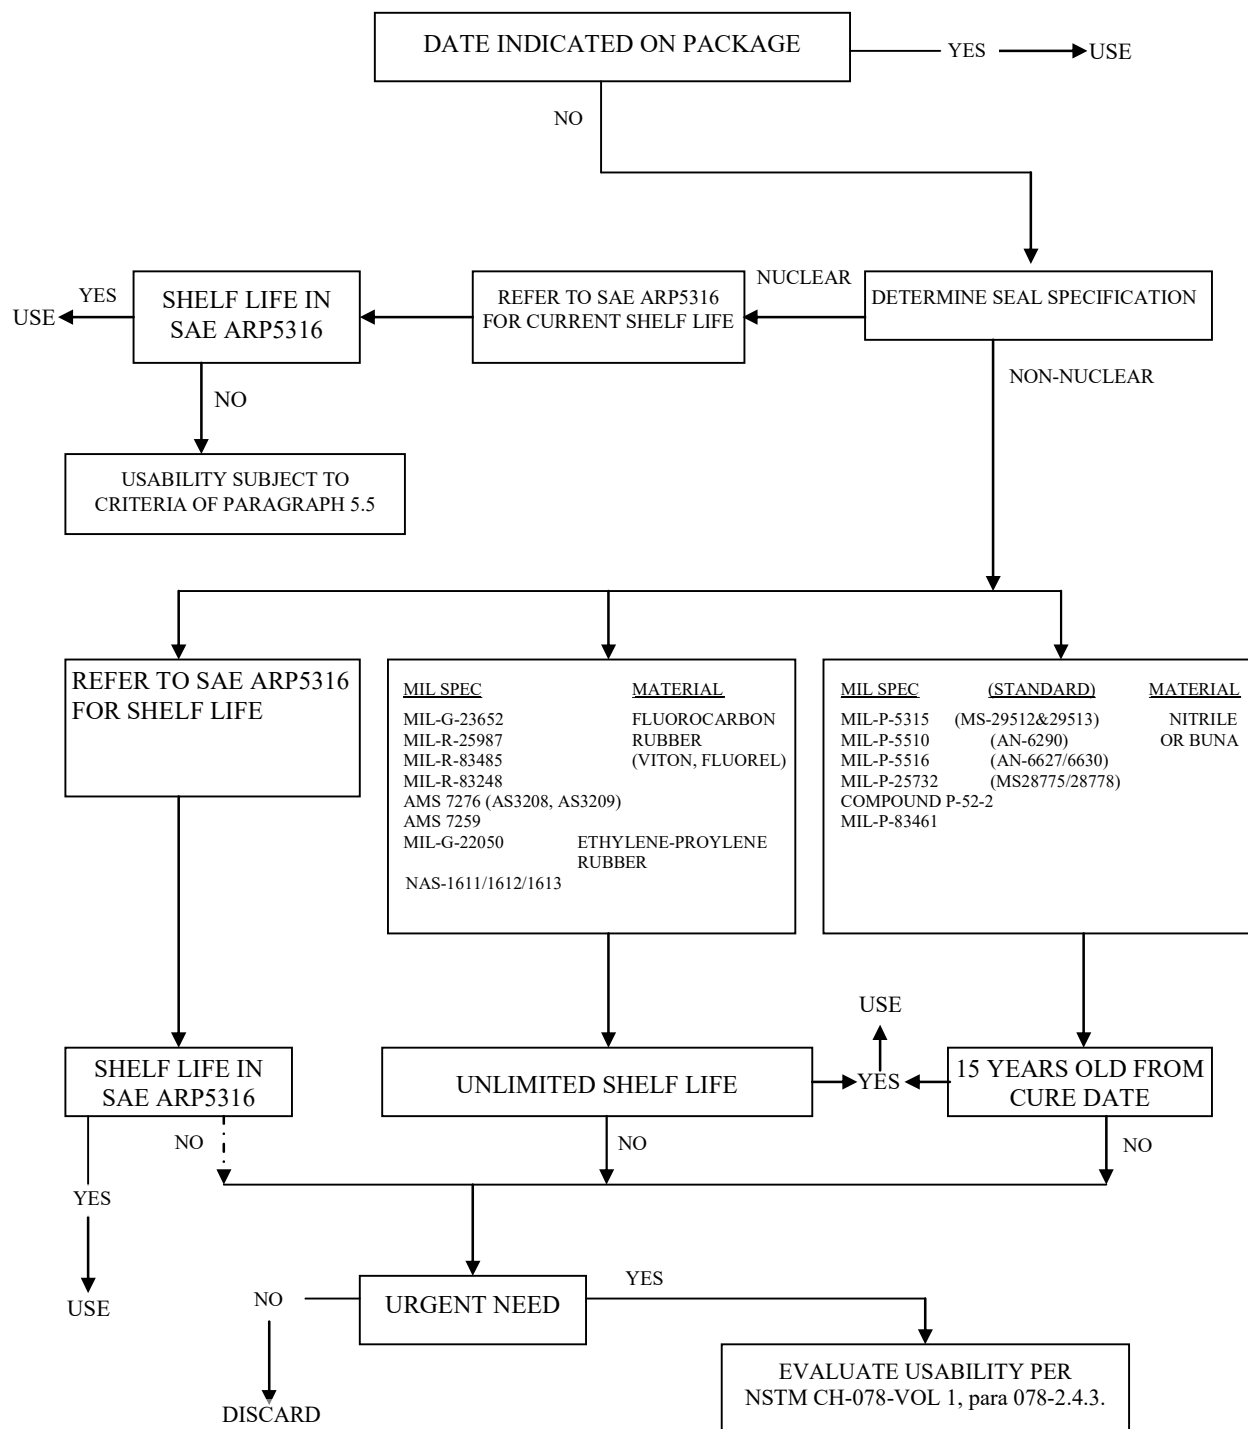 DATE INDICATED ON PACKAGE
YES
USE
NO
NUCLEAR
DETERMINE SEAL SPECIFICATION
REFER TO SAE ARP5316
FOR CURRENT SHELF LIFE
SHELF LIFE IN
SAE ARP5316
YES
USE
NO
USABILITY SUBJECT TO
CRITERIA OF PARAGRAPH 5.5
NON-NUCLEAR
REFER TO SAE ARP5316
FOR SHELF LIFE
MIL SPEC MATERIAL
MIL-G-23652 FLUOROCARBON
MIL-R-25987 RUBBER
MIL-R-83485 (VITON, FLUOREL)
MIL-R-83248
AMS 7276 (AS3208, AS3209)
AMS 7259
MIL-G-22050 ETHYLENE-PROYLENE
RUBBER
NAS-1611/1612/1613
MIL SPEC (STANDARD) MATERIAL
MIL-P-5315 (MS-29512&29513) NITRILE
MIL-P-5510 (AN-6290) OR BUNA
MIL-P-5516 (AN-6627/6630)
MIL-P-25732 (MS28775/28778)
COMPOUND P-52-2
MIL-P-83461
SHELF LIFE IN
SAE ARP5316
UNLIMITED SHELF LIFE
USE
YES
15 YEARS OLD FROM
CURE DATE
NO
NO
NO
YES
USE
URGENT NEED
NO
DISCARD
YES
EVALUATE USABILITY PER
NSTM CH-078-VOL 1, para 078-2.4.3.